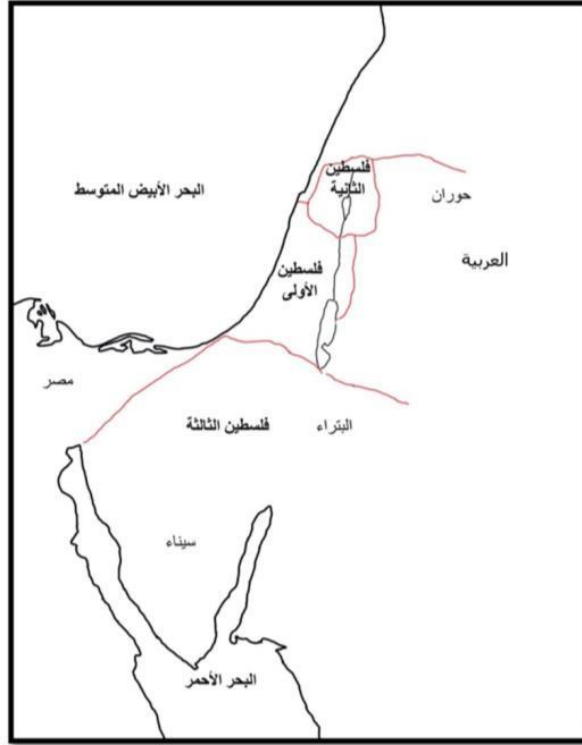 فلسطين
الثانية
البحر الأبيض المتوسط
حوران
العربية
فلسطين
الأولى
مصر
فلسطين الثالثة
البتراء
سيناء
البحر الأحمر